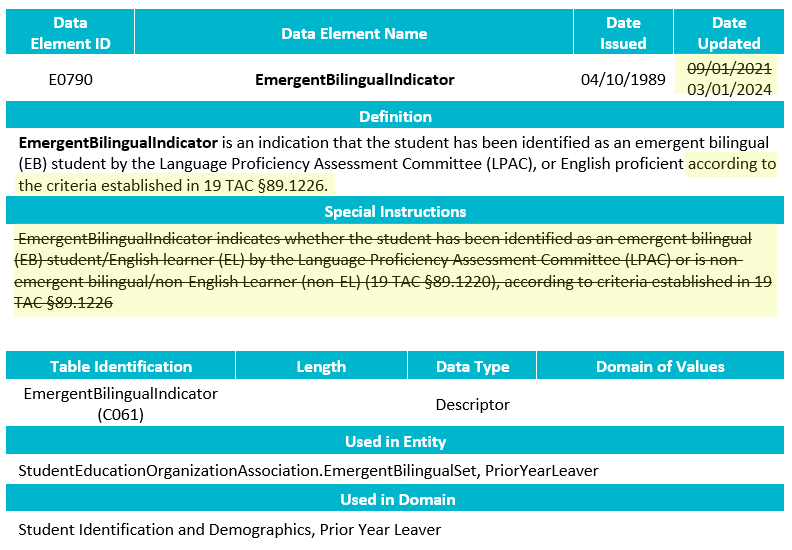 Data Element ID Data Element Name Date Issued Date Updated
E0790 EmergentBilingualIndicator 04/10/1989 09/01/2021 03/01/2024
Definition
EmergentBilingualIndicator is an indication that the student has been identified as an emergent bilingual
(EB) student by the Language Proficiency Assessment Committee (LPAC), or English proficient according to
the criteria established in 19 TAC §89.1226.
Special Instructions
EmergentBilingualIndicator indicates whether the student has been identified as an emergent bilingual
(EB) student/English learner (EL) by the Language Proficiency Assessment Committee (LPAC) or is non-
emergent bilingual/non-English Learner (non-EL) (19 TAC §89.1220), according to criteria established in 19
TAC §89.1226
Table Identification Length Data Type Domain of Values
EmergentBilingualIndicator
(C061) Descriptor
Used in Entity
StudentEducationOrganizationAssociation.EmergentBilingualSet, PriorYearLeaver
Used in Domain
Student Identification and Demographics, Prior Year Leaver